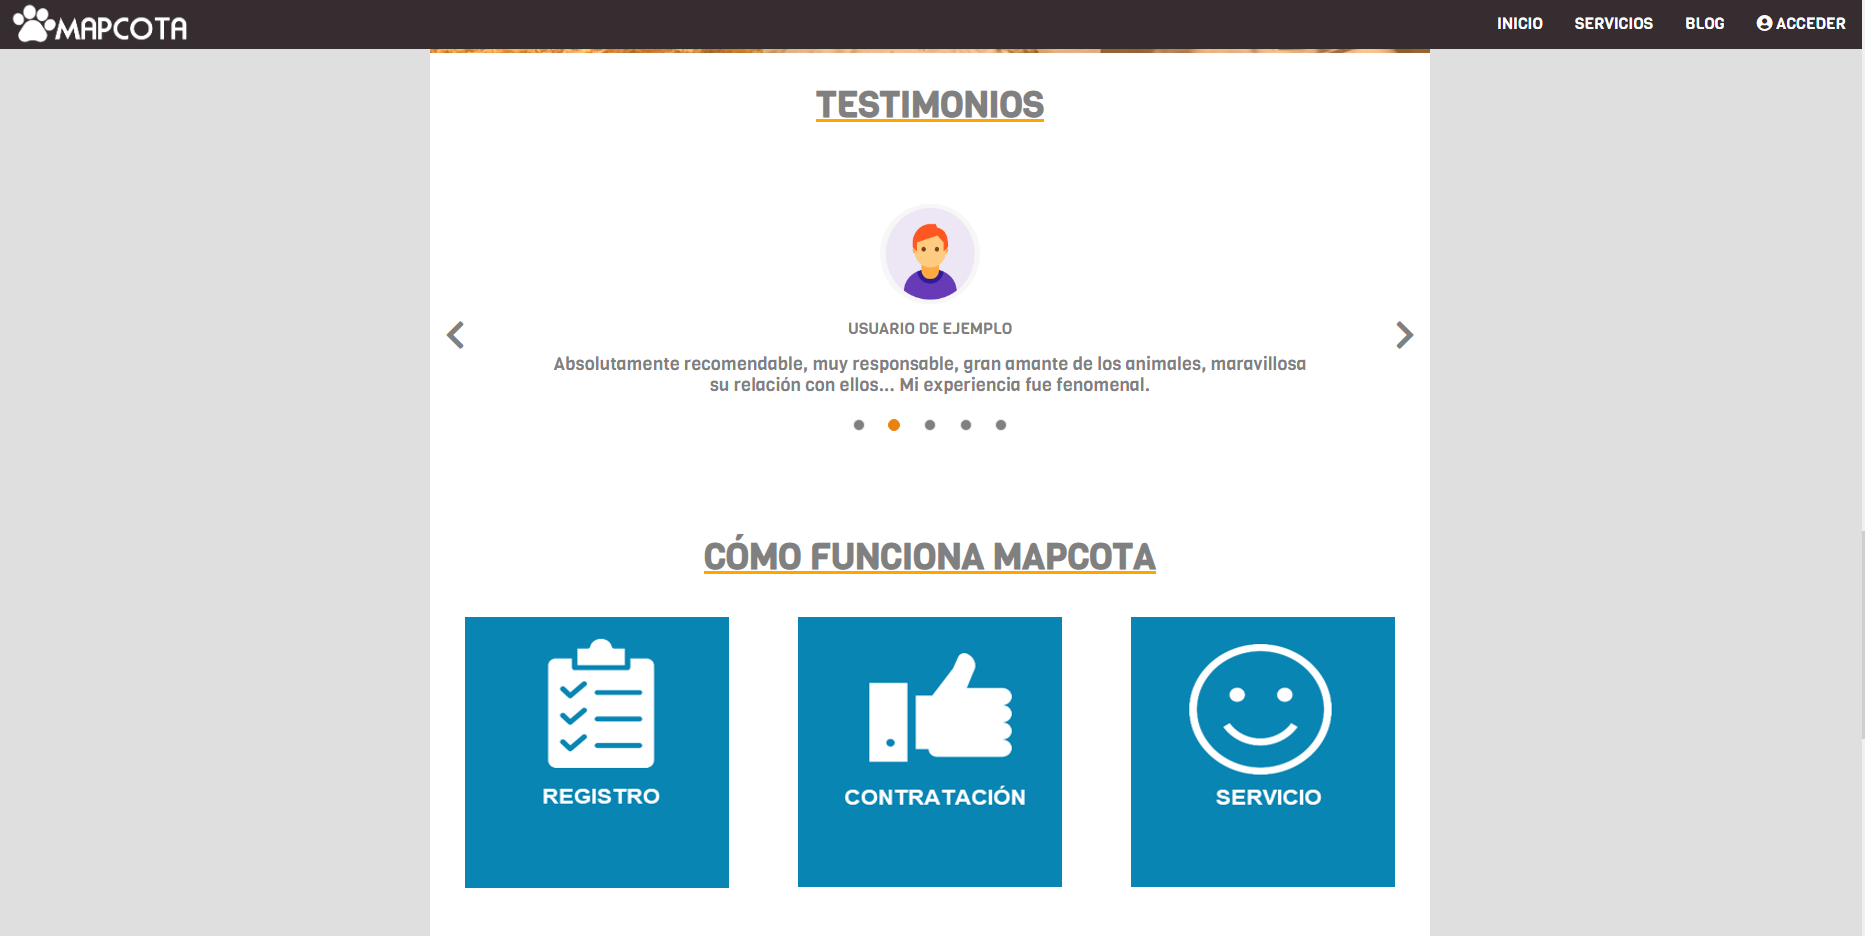 MAPCOTA
INICIO
SERVICIOS
BLOG
ACCEDER
TESTIMONIOS
USUARIO DE EJEMPLO
Absolutamente recomendable, muy responsable, gran amante de los animales, maravillosa
su relación con ellos... Mi experiencia fue fenomenal.
CÓMO FUNCIONA MAPCOTA
REGISTRO
CONTRATACIÓN
SERVICIO